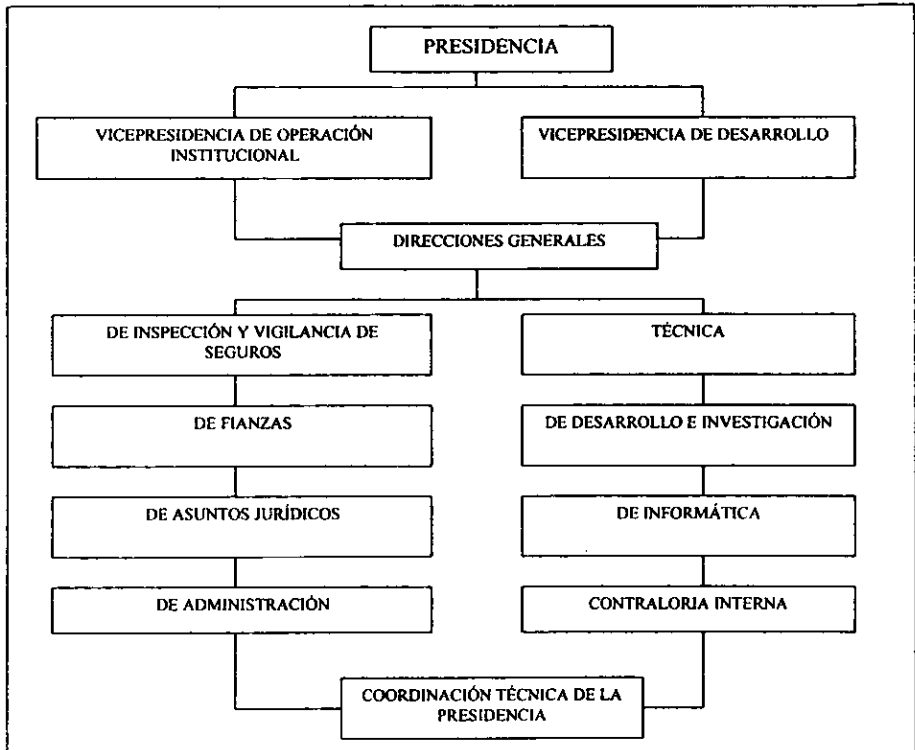 PRESIDENCIA
VICEPRESIDENCIA DE OPERACIÓN
INSTITUCIONAL
VICEPRESIDENCIA DE DESARROLLO
DIRECCIONES GENERALES
DE INSPECCIÓN Y VIGILANCIA DE
SEGUROS
TÉCNICA
DE FIANZAS
DE DESARROLLO E INVESTIGACIÓN
DE ASUNTOS JURÍDICOS
DE INFORMÁTICA
DE ADMINISTRACIÓN
CONTRALORIA INTERNA
COORDINACIÓN TÉCNICA DE LA
PRESIDENCIA